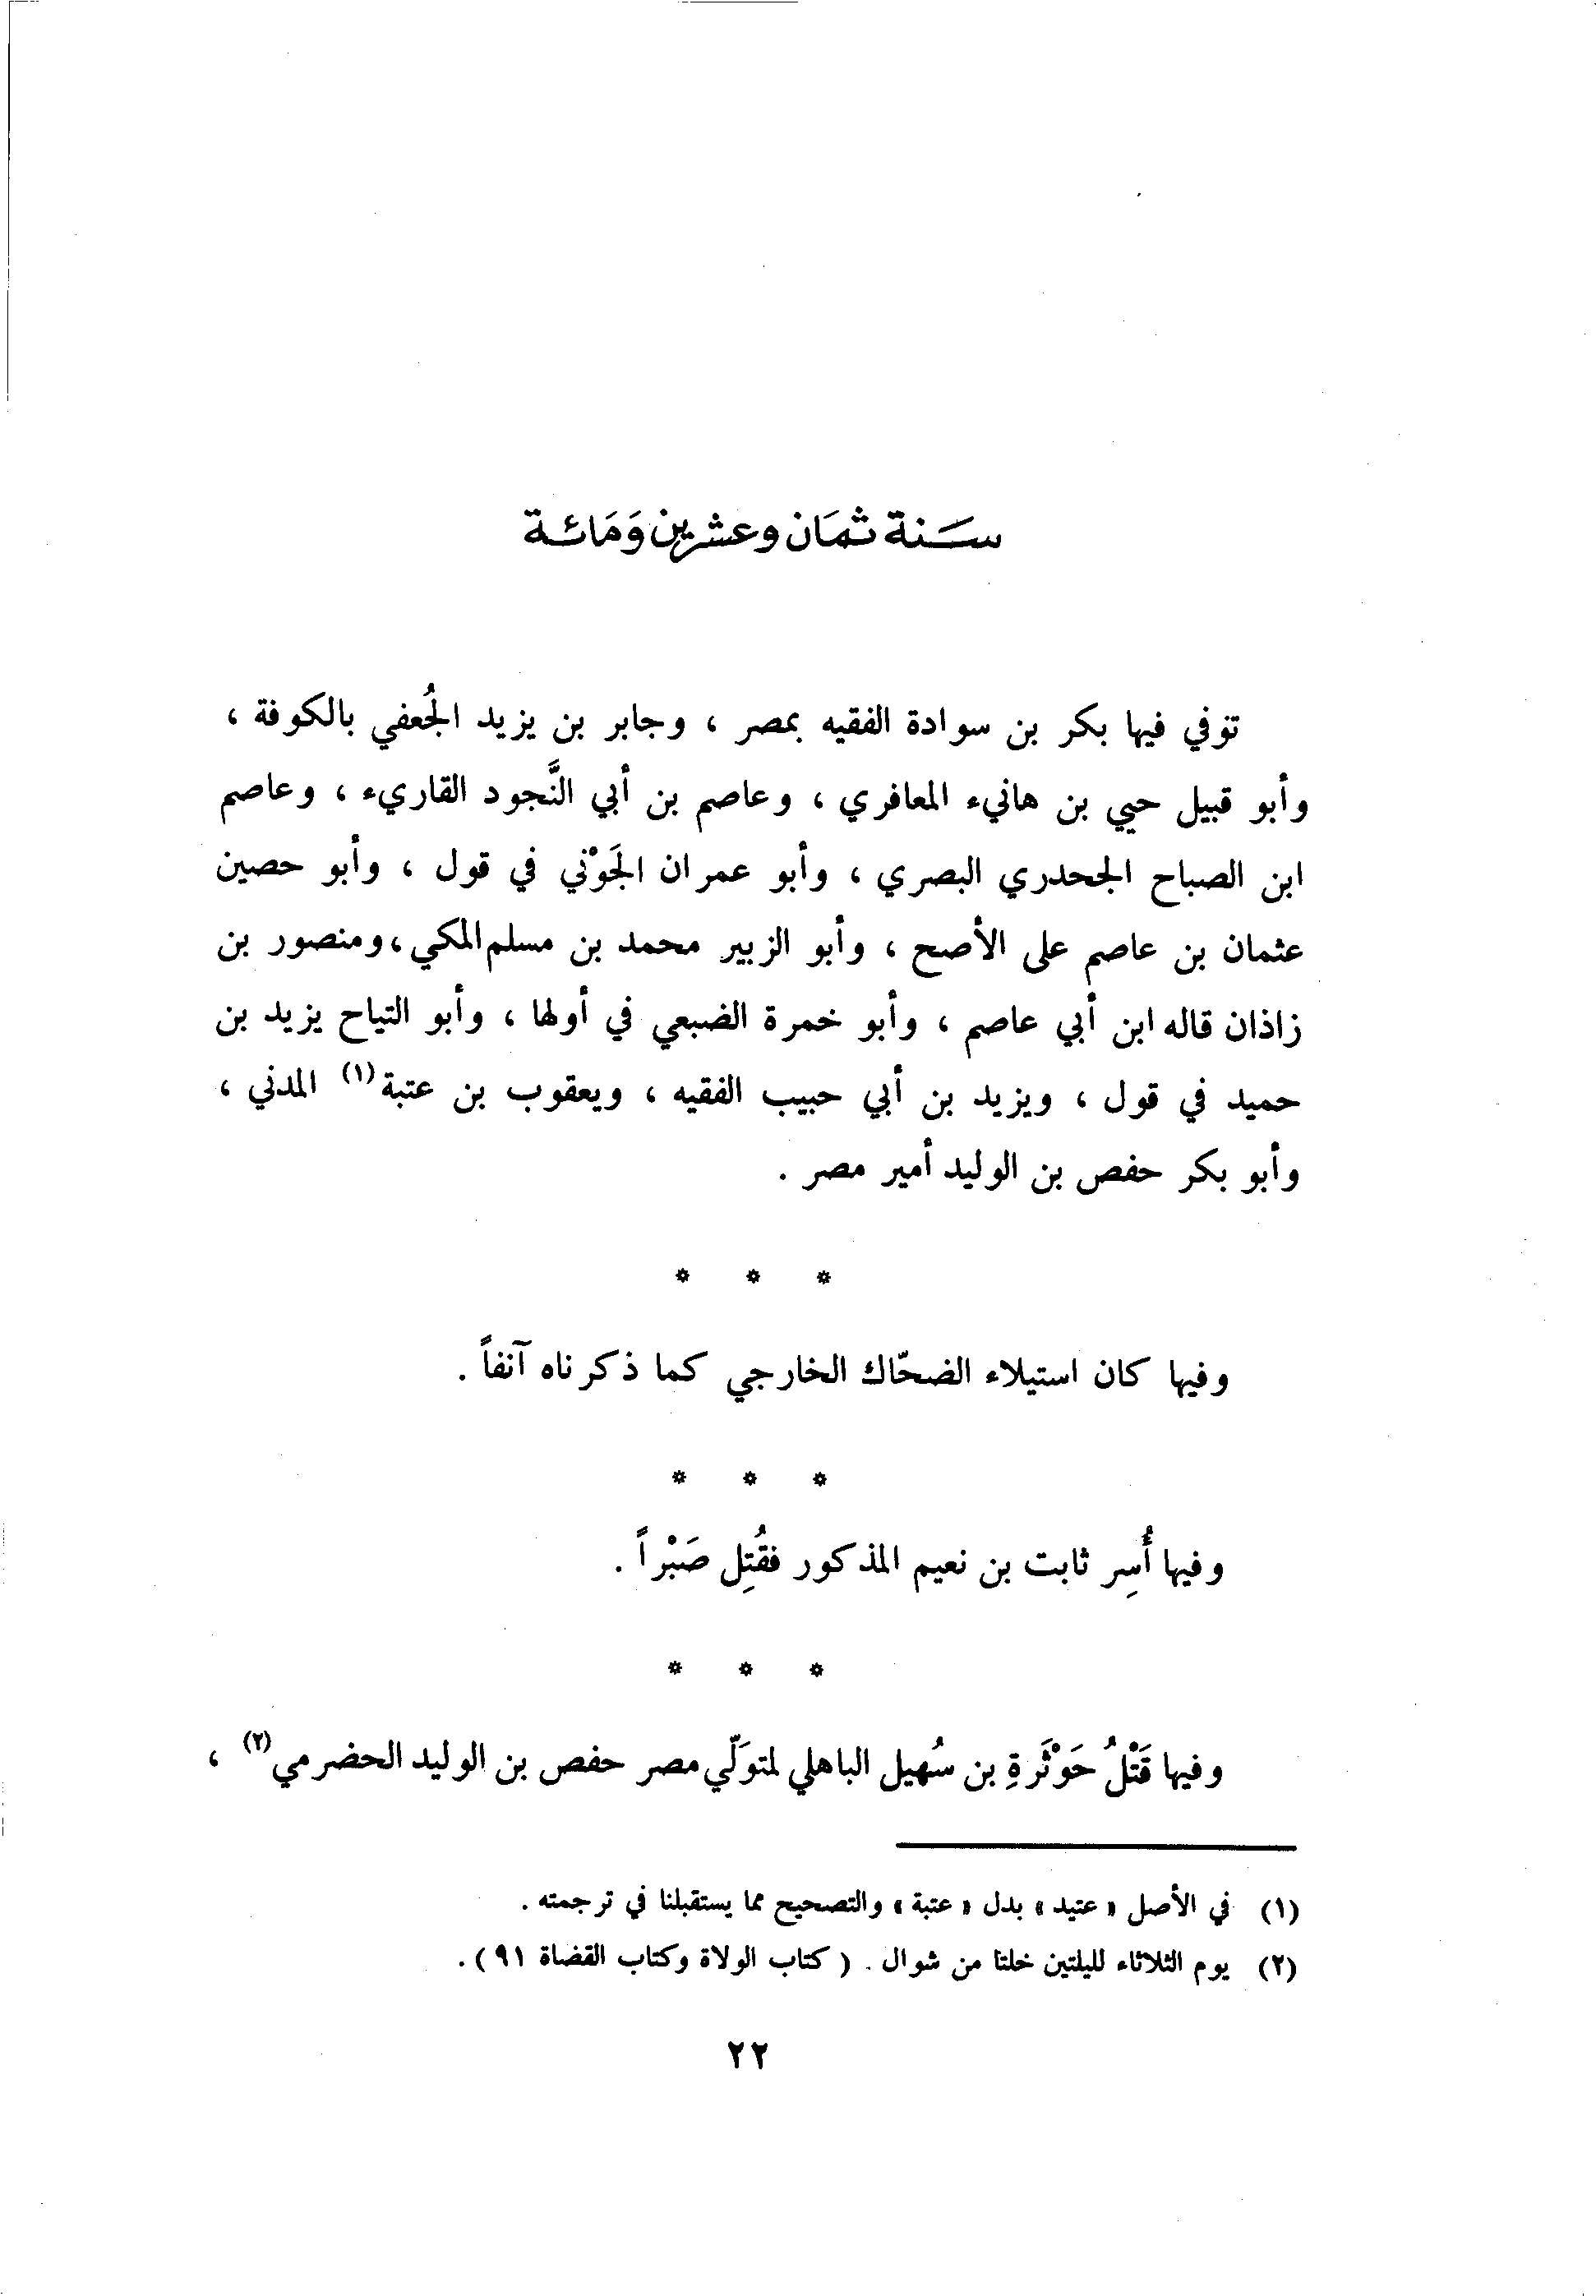 سَنة ثمَان وعشرين وَمَائة
توفي فيها بكر بن سوادة الفقيه بمصر ، وجابر بن يزيد الجُعفي بالكوفة ،
وأبو قبيل حيي بن هانيء المعافري ، وعاصم بن أبي النَّجود القاريء ، وعاصم
ابن الصباح الجحدري البصري ، وأبو عمران الجَوْني في قول ، وأبو حصين
عثمان بن عاصم على الأصح ، وأبو الزبير محمد بن مسلم المكي ، ومنصور بن
زاذان قاله ابن أبي عاصم ، وأبو خمرة الضبعي في أولها ، وأبو التياح يزيد بن
حميد في قول ، ويزيد بن أبي حبيب الفقيه ، ويعقوب بن عتبة (١) المدني ،
وأبو بكر حفص بن الوليد أمير مصر .
* * *
وفيها كان استيلاء الضحّاك الخارجي كما ذكرناه آنفاً .
* * *
وفيها أُسِر ثابت بن نعيم المذكور فقُتِل صَبْراً .
* * *
وفيها قَتْلُ حَوْثَرةِ بن سُهيل الباهلي لمتوَلّي مصر حفص بن الوليد الحضرمي (٢) ،
(١) في الأصل « عتيد » بدل « عتبة » والتصحيح مما يستقبلنا في ترجمته .
(٢) يوم الثلاثاء لليلتين خلتا من شوال . ( كتاب الولاة وكتاب القضاة ٩١ ) .
٢٢